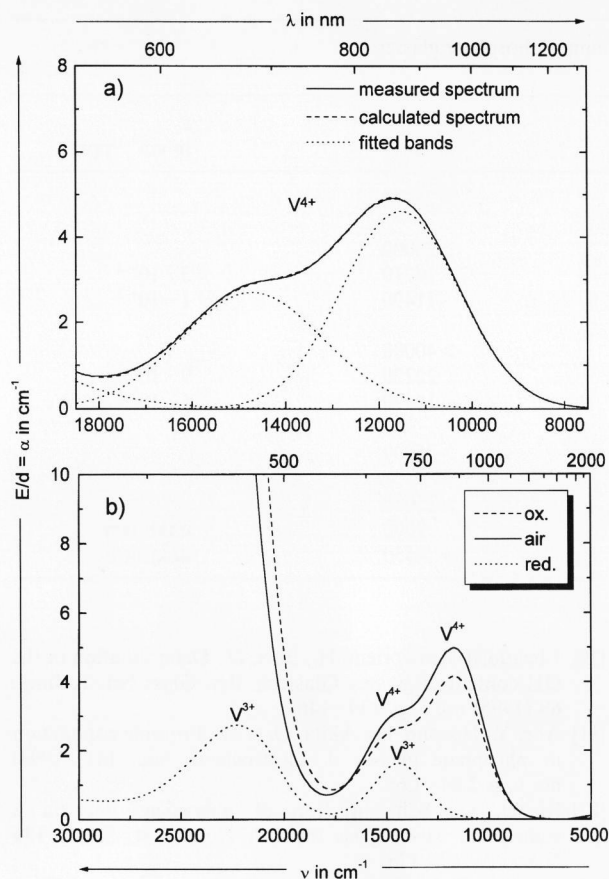 λ in nm
600 800 1000 1200
8
6
4
2
0
a)
measured spectrum
calculated spectrum
fitted bands
V⁴⁺
18000 16000 14000 12000 10000 8000
E/d = α in cm⁻¹
500 750 1000 2000
10
8
6
4
2
0
b)
ox.
air
red.
V³⁺ V⁴⁺ V³⁺ V⁴⁺
30000 25000 20000 15000 10000 5000
ν in cm⁻¹